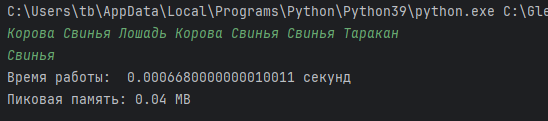 C:\Users\tb\AppData\Local\Programs\Python\Python39\python.exe C:\Gle
Корова Свинья Лошадь Корова Свинья Свинья Таракан
Свинья
Время работы:  0.0006680000000010011 секунд
Пиковая память: 0.04 MB